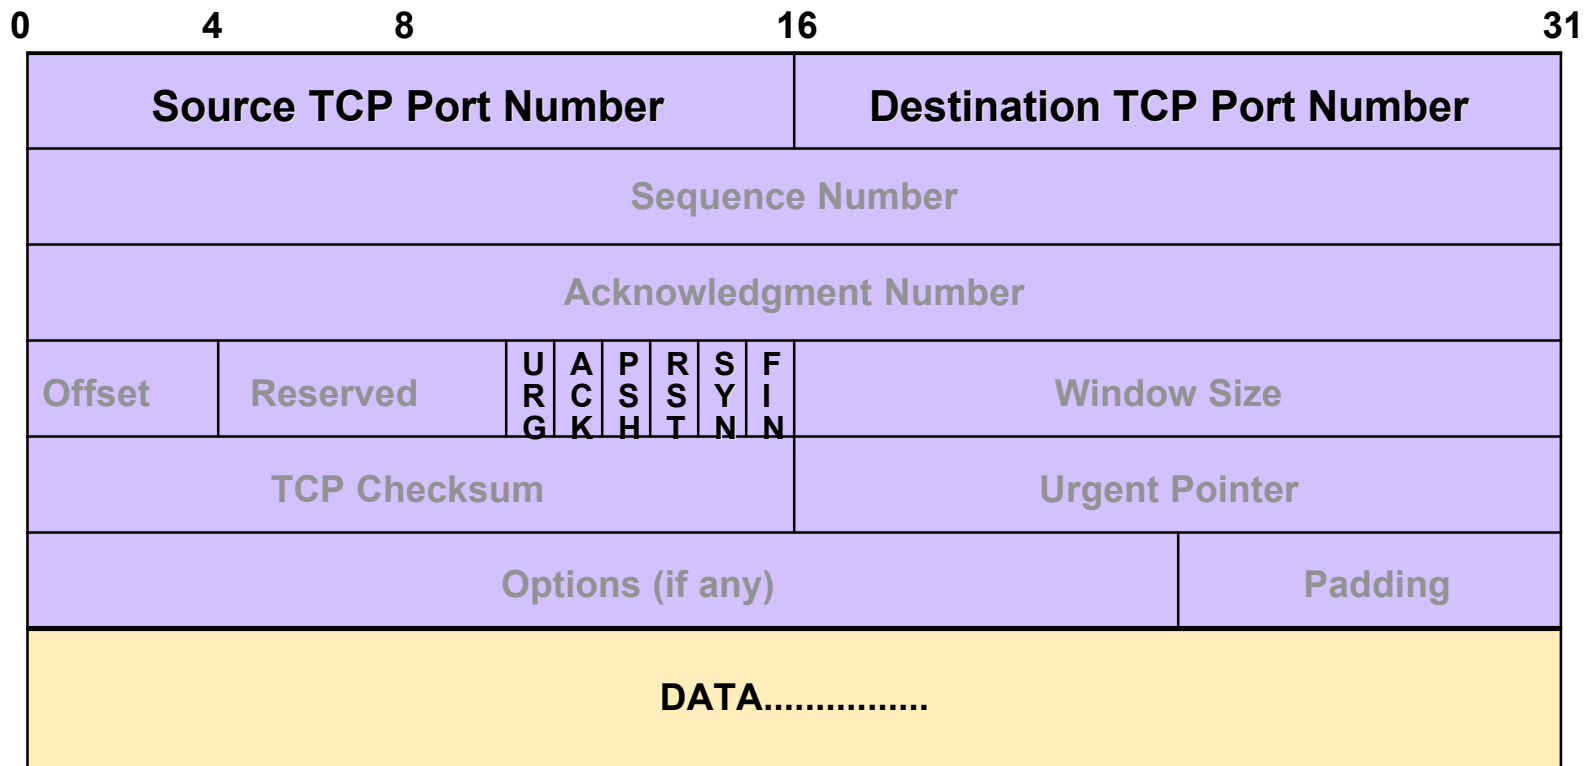 0 4 8 16 31
Source TCP Port Number Destination TCP Port Number
Sequence Number
Acknowledgment Number
Offset Reserved URG ACK PSH RST SYN FIN Window Size
TCP Checksum Urgent Pointer
Options (if any) Padding
DATA................